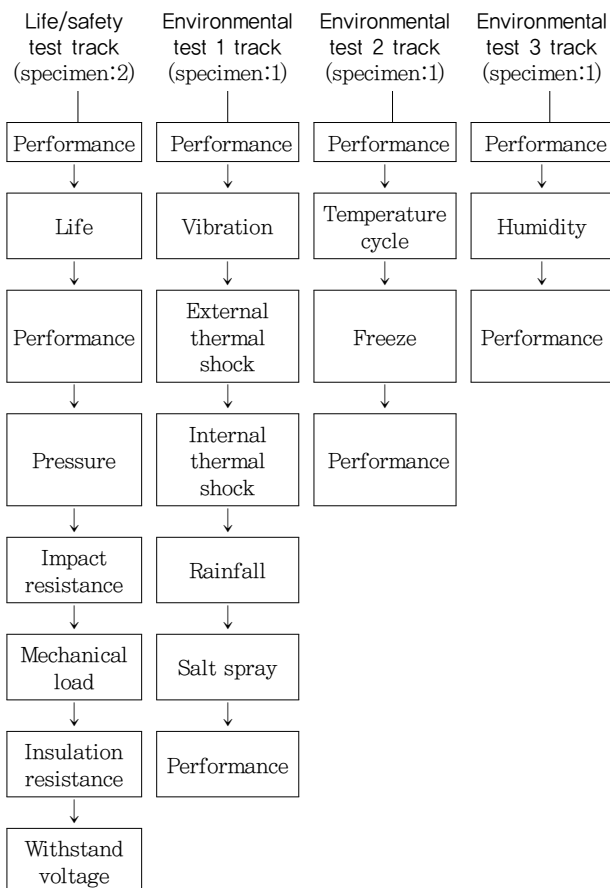 Life/safety
test track
(specimen:2)
Performance
Life
Performance
Pressure
Impact
resistance
Mechanical
load
Insulation
resistance
Withstand
voltage
Environmental
test 1 track
(specimen:1)
Performance
Vibration
External
thermal
shock
Internal
thermal
shock
Rainfall
Salt spray
Performance
Environmental
test 2 track
(specimen:1)
Performance
Temperature
cycle
Freeze
Performance
Environmental
test 3 track
(specimen:1)
Performance
Humidity
Performance